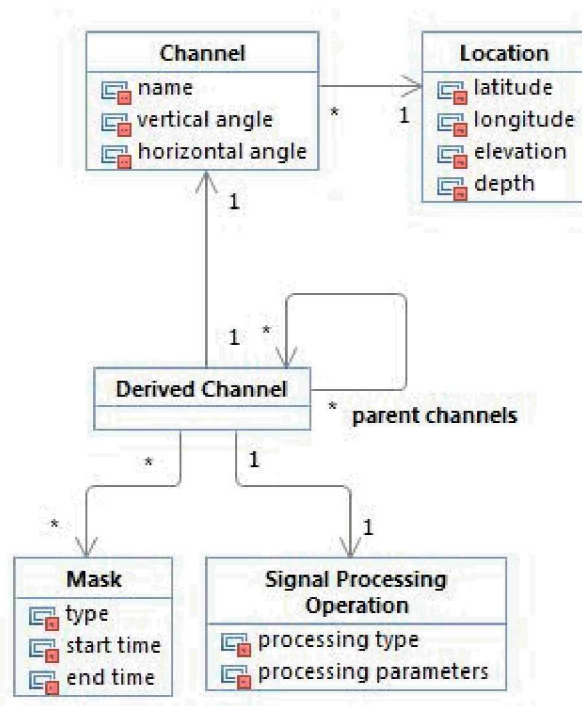 Channel
name
vertical angle
horizontal angle
Location
latitude
longitude
elevation
depth
*
1
1
1
*
Derived Channel
*
parent channels
*
1
*
1
Mask
type
start time
end time
Signal Processing
Operation
processing type
processing parameters